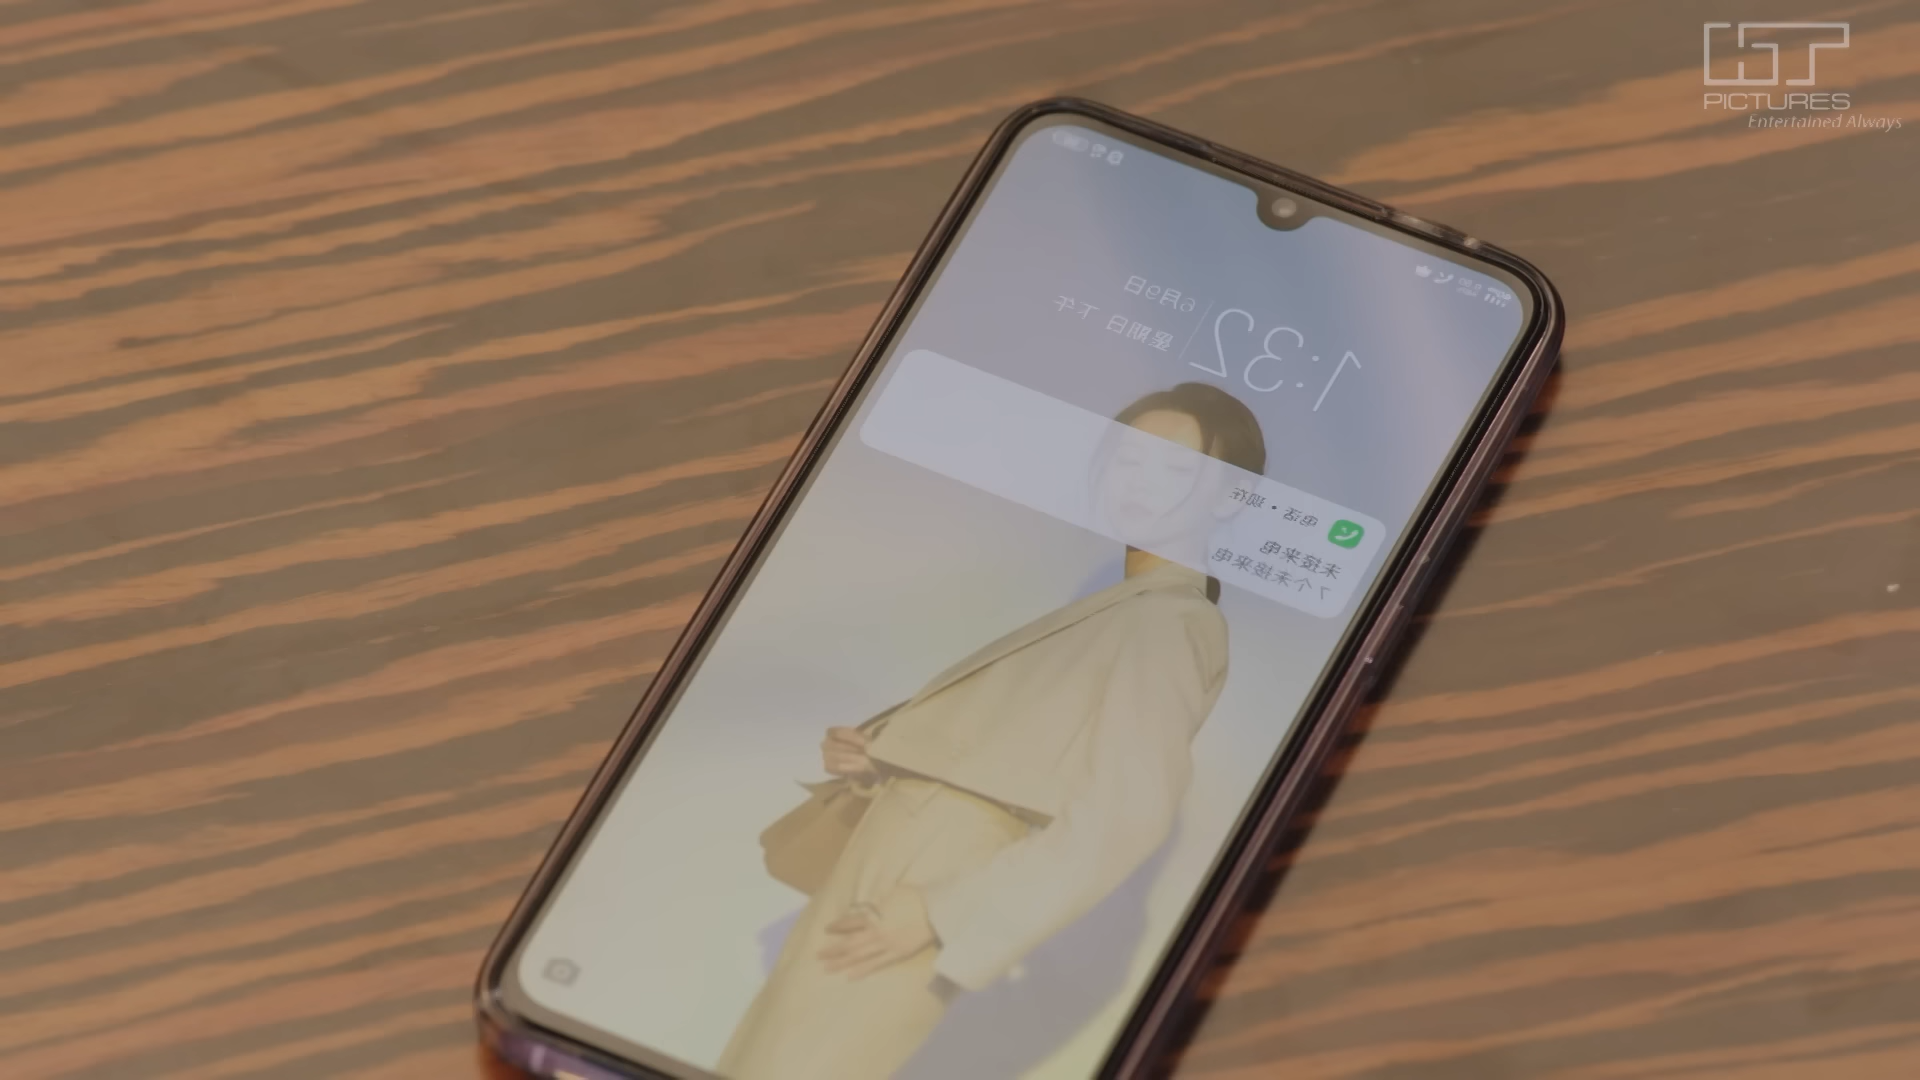 PICTURES
Entertained Always
1:32
6月9日
星期日 下午
电话 • 现在
未接来电
7个未接来电